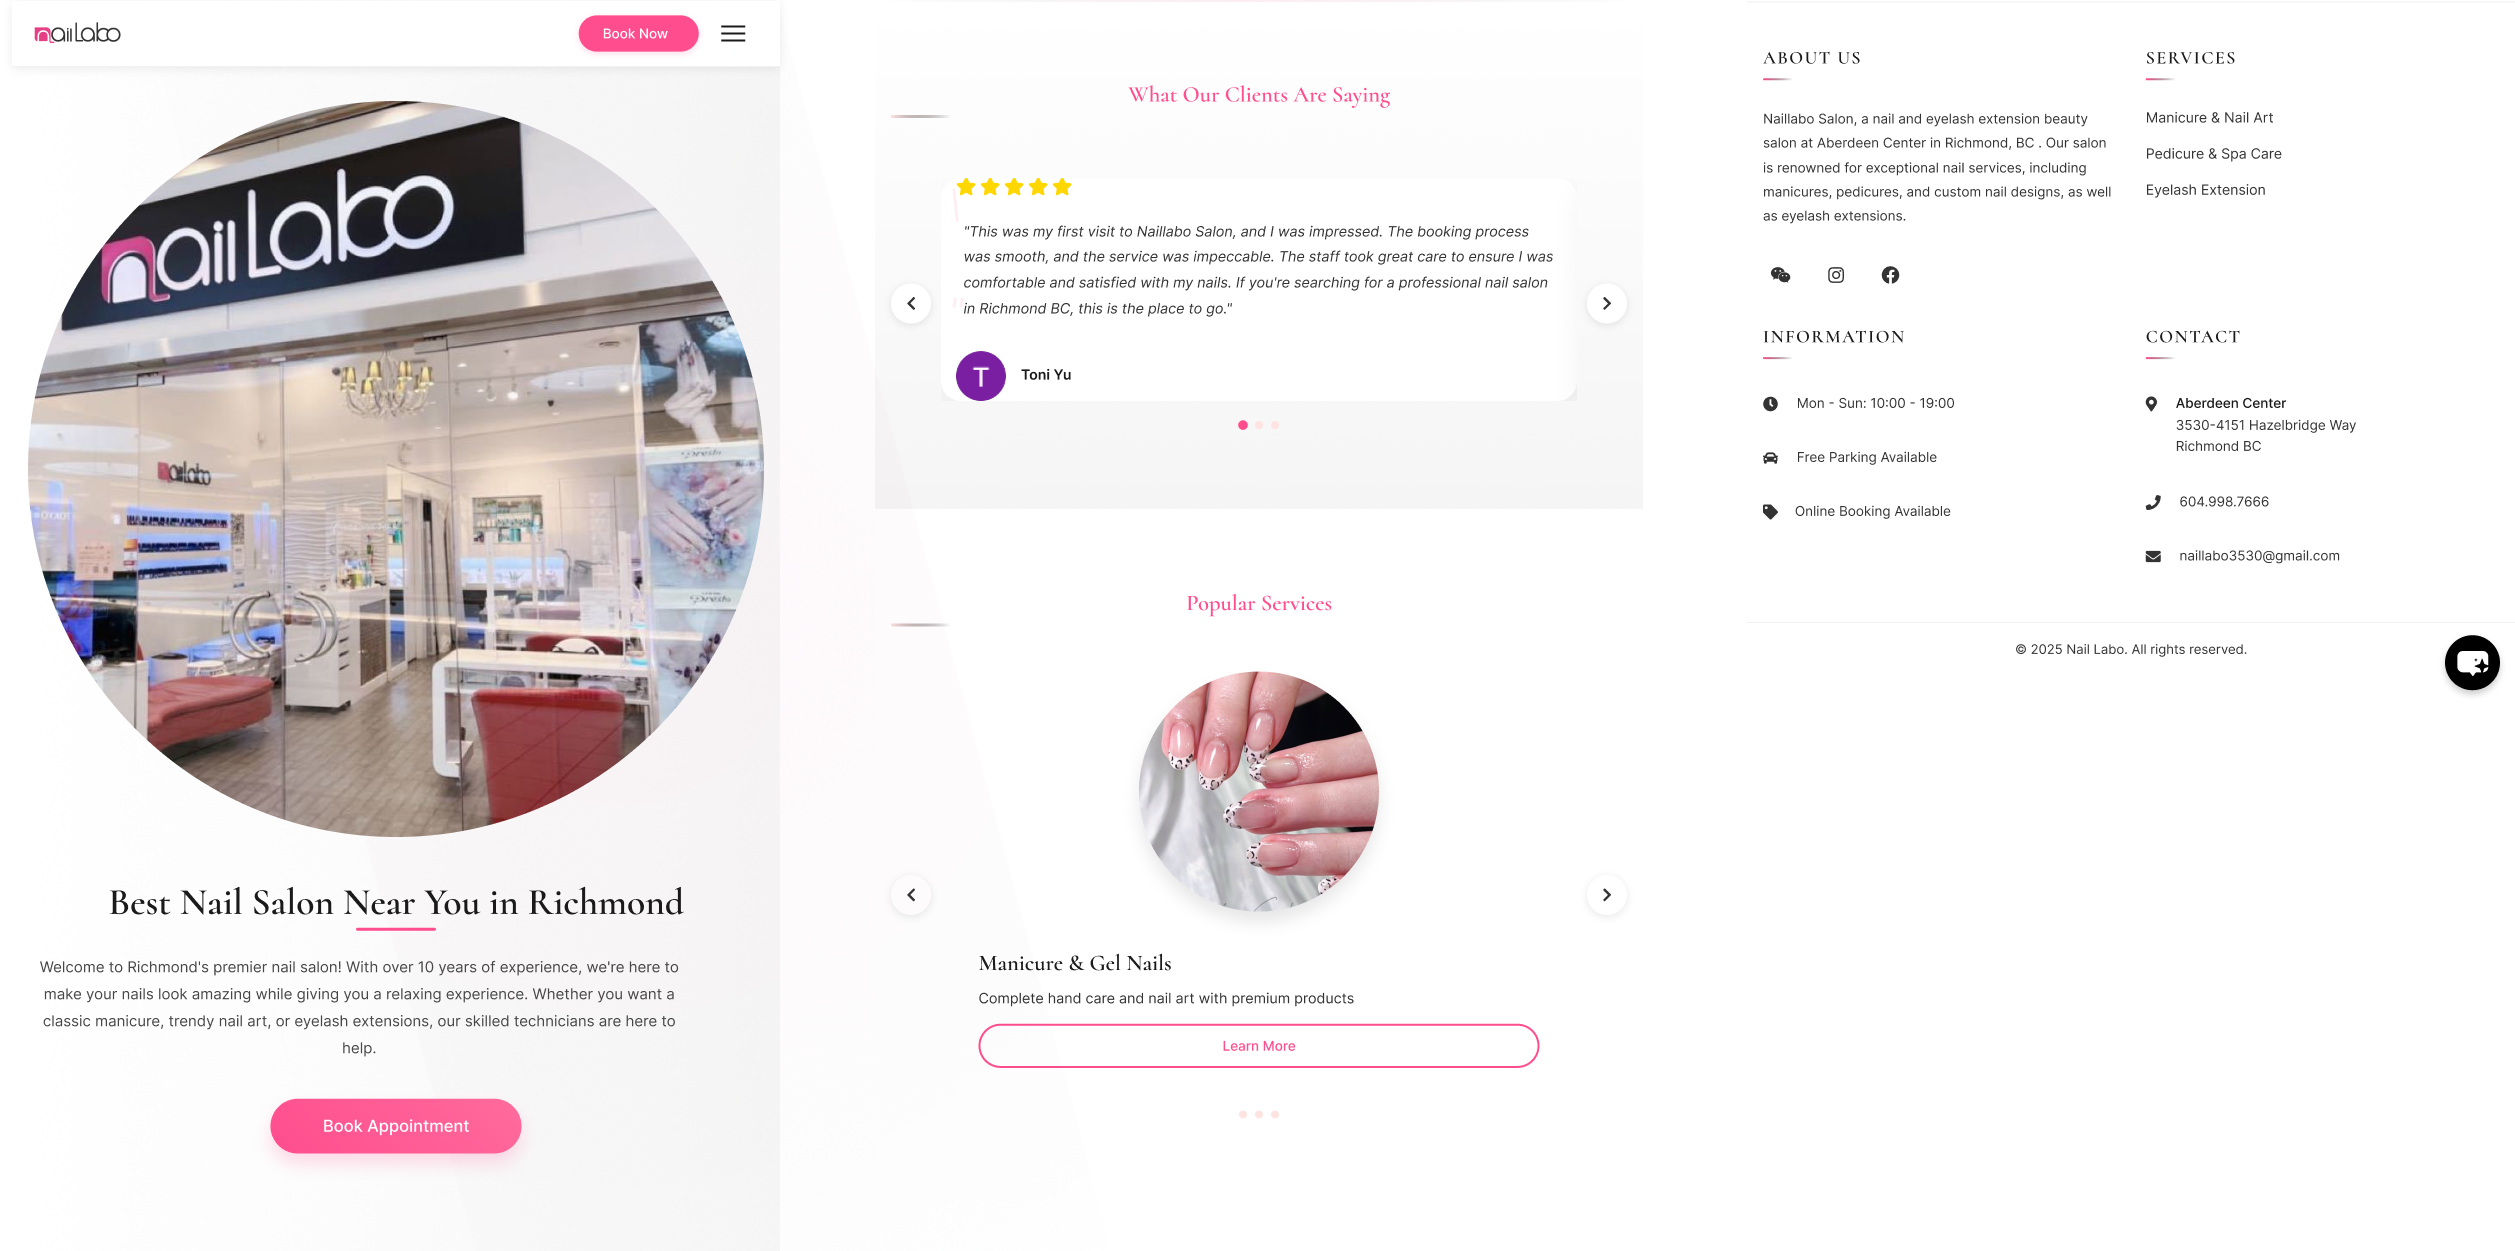 nailLabo
Book Now
nailLabo
nailLabo
Presto
Presto
Best Nail Salon Near You in Richmond
Welcome to Richmond's premier nail salon! With over 10 years of experience, we're here to
make your nails look amazing while giving you a relaxing experience. Whether you want a
classic manicure, trendy nail art, or eyelash extensions, our skilled technicians are here to
help.
Book Appointment
What Our Clients Are Saying
"This was my first visit to Naillabo Salon, and I was impressed. The booking process
was smooth, and the service was impeccable. The staff took great care to ensure I was
comfortable and satisfied with my nails. If you're searching for a professional nail salon
in Richmond BC, this is the place to go."
T
Toni Yu
Popular Services
Manicure & Gel Nails
Complete hand care and nail art with premium products
Learn More
ABOUT US
Naillabo Salon, a nail and eyelash extension beauty
salon at Aberdeen Center in Richmond, BC . Our salon
is renowned for exceptional nail services, including
manicures, pedicures, and custom nail designs, as well
as eyelash extensions.
SERVICES
Manicure & Nail Art
Pedicure & Spa Care
Eyelash Extension
INFORMATION
Mon - Sun: 10:00 - 19:00
Free Parking Available
Online Booking Available
CONTACT
Aberdeen Center
3530-4151 Hazelbridge Way
Richmond BC
604.998.7666
naillabo3530@gmail.com
© 2025 Nail Labo. All rights reserved.